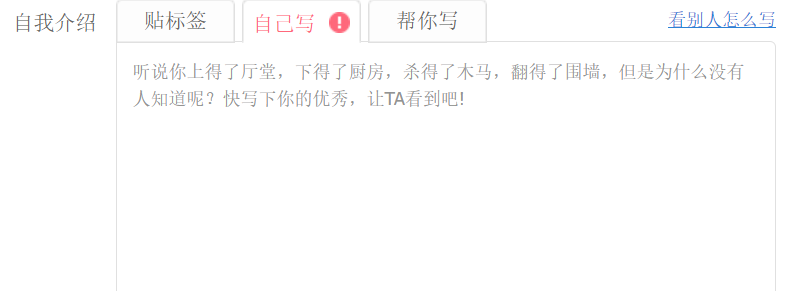 自我介绍 贴标签 自己写 帮你写 看别人怎么写
听说你上得了厅堂，下得了厨房，杀得了木马，翻得了围墙，但是为什么没有
人知道呢？快写下你的优秀，让TA看到吧!